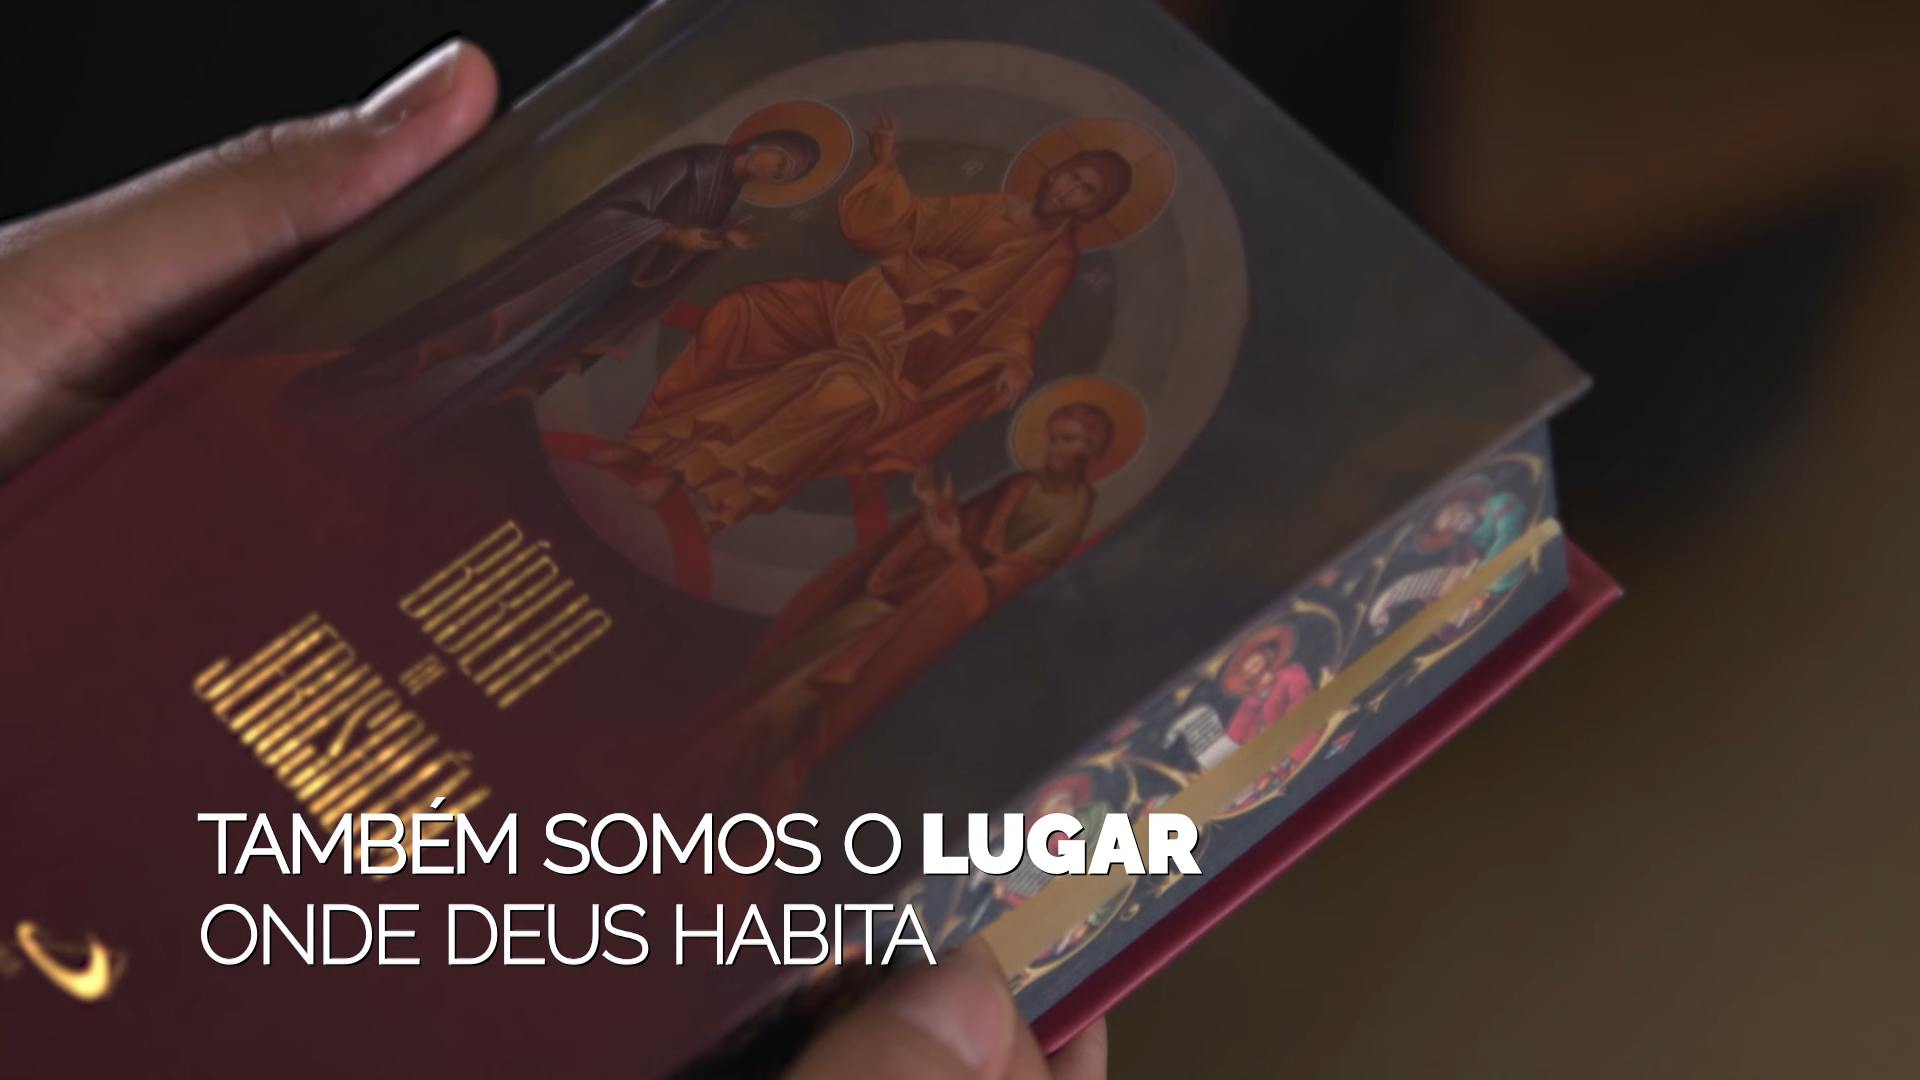 BÍBLIA
DE
JERUSALÉM
TAMBÉM SOMOS O LUGAR
ONDE DEUS HABITA